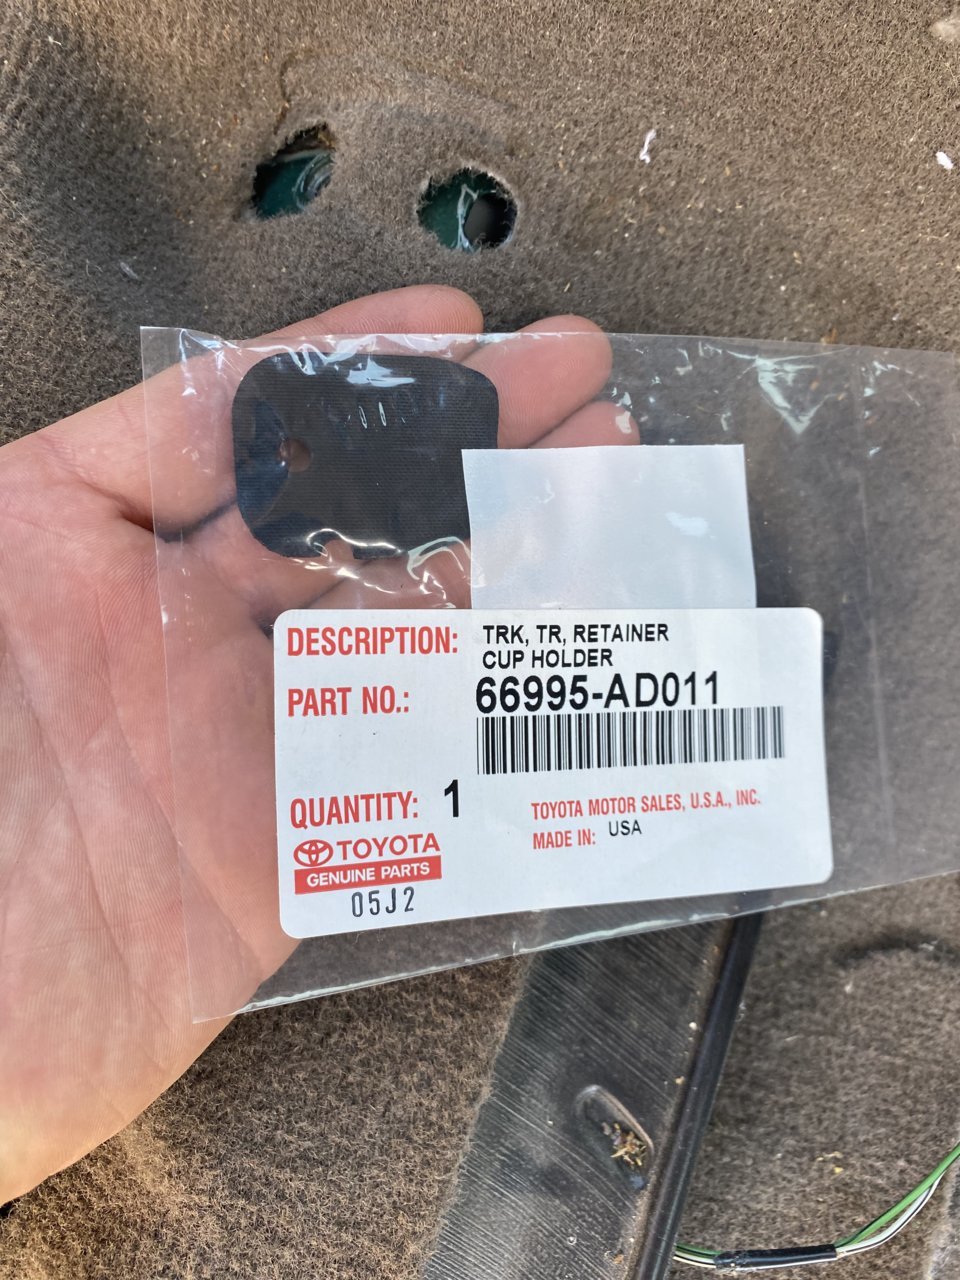 DESCRIPTION: TRK, TR, RETAINER
CUP HOLDER
PART NO.: 66995-AD011
QUANTITY: 1
TOYOTA MOTOR SALES, U.S.A., INC.
MADE IN: USA
TOYOTA
GENUINE PARTS
05J2